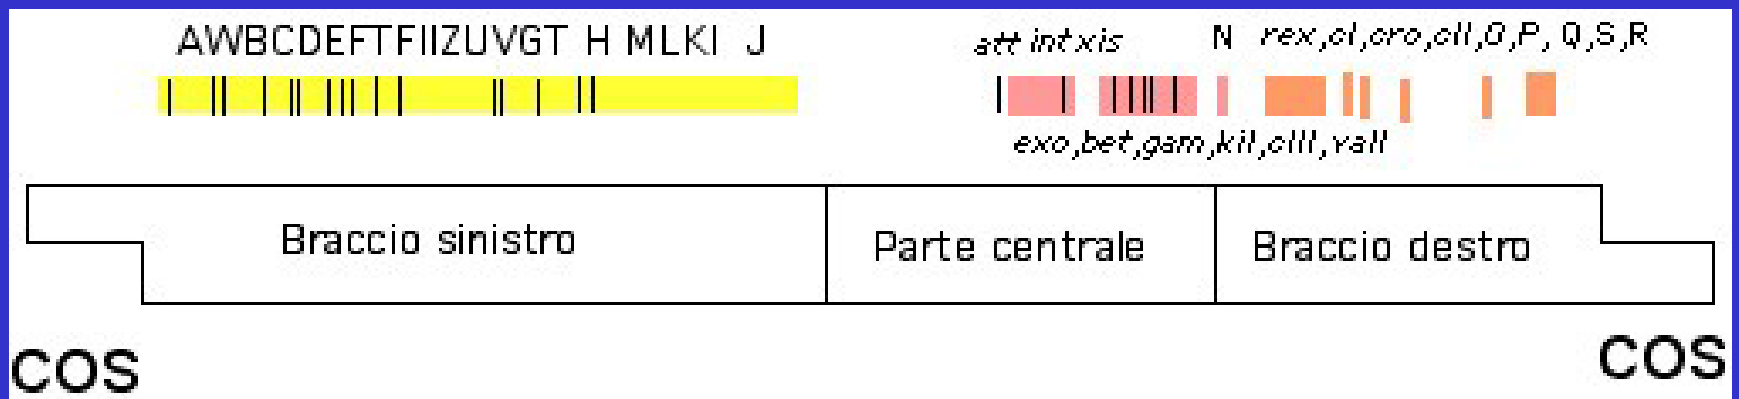 AWBCDEFTFIIZUVGT H MLKI J
att int xis
N
rex,cI,cro,cII,O,P, Q,S,R
exo,bet,gam,kil,cIII,vaII
Braccio sinistro
Parte centrale
Braccio destro
COS
COS